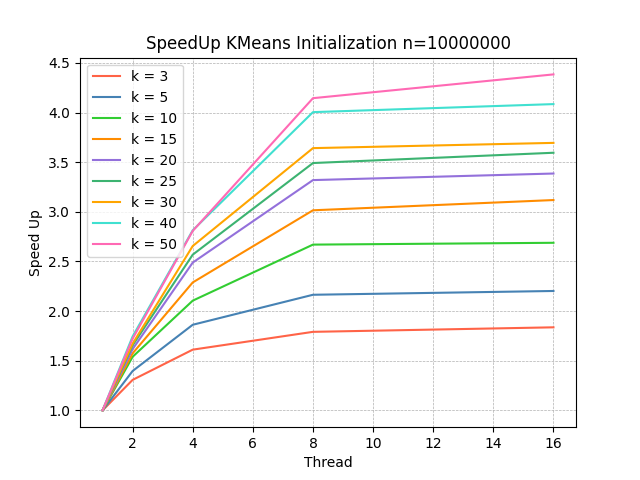 SpeedUp KMeans Initialization n=10000000
k = 3
k = 5
k = 10
k = 15
k = 20
k = 25
k = 30
k = 40
k = 50
4.5
4.0
3.5
3.0
2.5
2.0
1.5
1.0
Speed Up
2 4 6 8 10 12 14 16
Thread